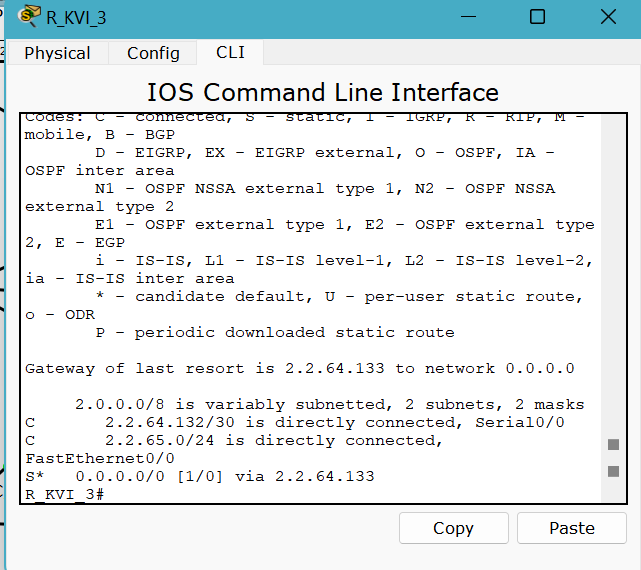 R_KVI_3
Physical Config CLI
IOS Command Line Interface
Codes: C - connected, S - static, I - IGRP, R - RIP, M -
mobile, B - BGP
D - EIGRP, EX - EIGRP external, O - OSPF, IA -
OSPF inter area
N1 - OSPF NSSA external type 1, N2 - OSPF NSSA
external type 2
E1 - OSPF external type 1, E2 - OSPF external type
2, E - EGP
i - IS-IS, L1 - IS-IS level-1, L2 - IS-IS level-2,
ia - IS-IS inter area
* - candidate default, U - per-user static route,
o - ODR
P - periodic downloaded static route
Gateway of last resort is 2.2.64.133 to network 0.0.0.0
2.0.0.0/8 is variably subnetted, 2 subnets, 2 masks
C 2.2.64.132/30 is directly connected, Serial0/0
C 2.2.65.0/24 is directly connected,
FastEthernet0/0
S* 0.0.0.0/0 [1/0] via 2.2.64.133
R_KVI_3#
Copy Paste